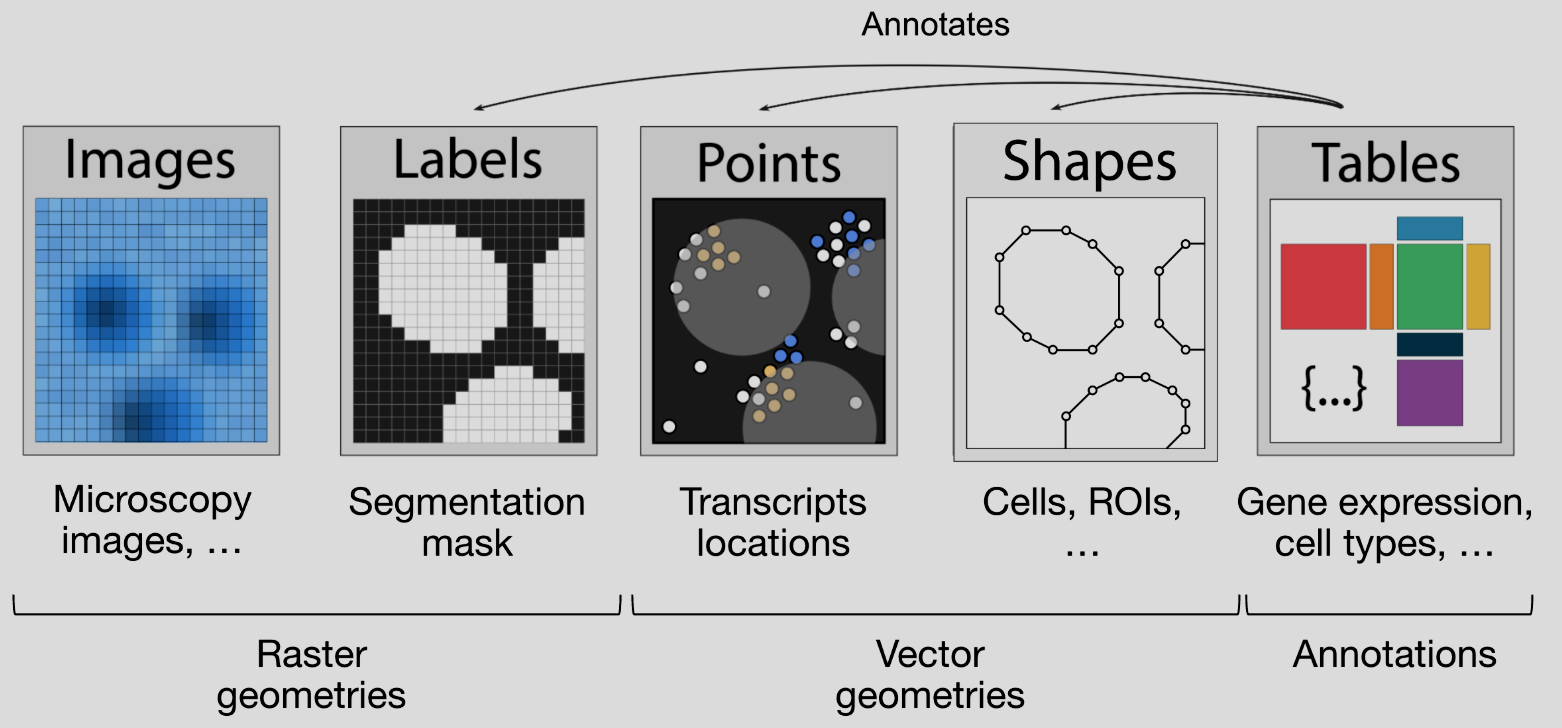 Annotates
Images
Labels
Points
Shapes
Tables
{...}
Microscopy
images, …
Segmentation
mask
Transcripts
locations
Cells, ROIs,
…
Gene expression,
cell types, …
Raster
geometries
Vector
geometries
Annotations